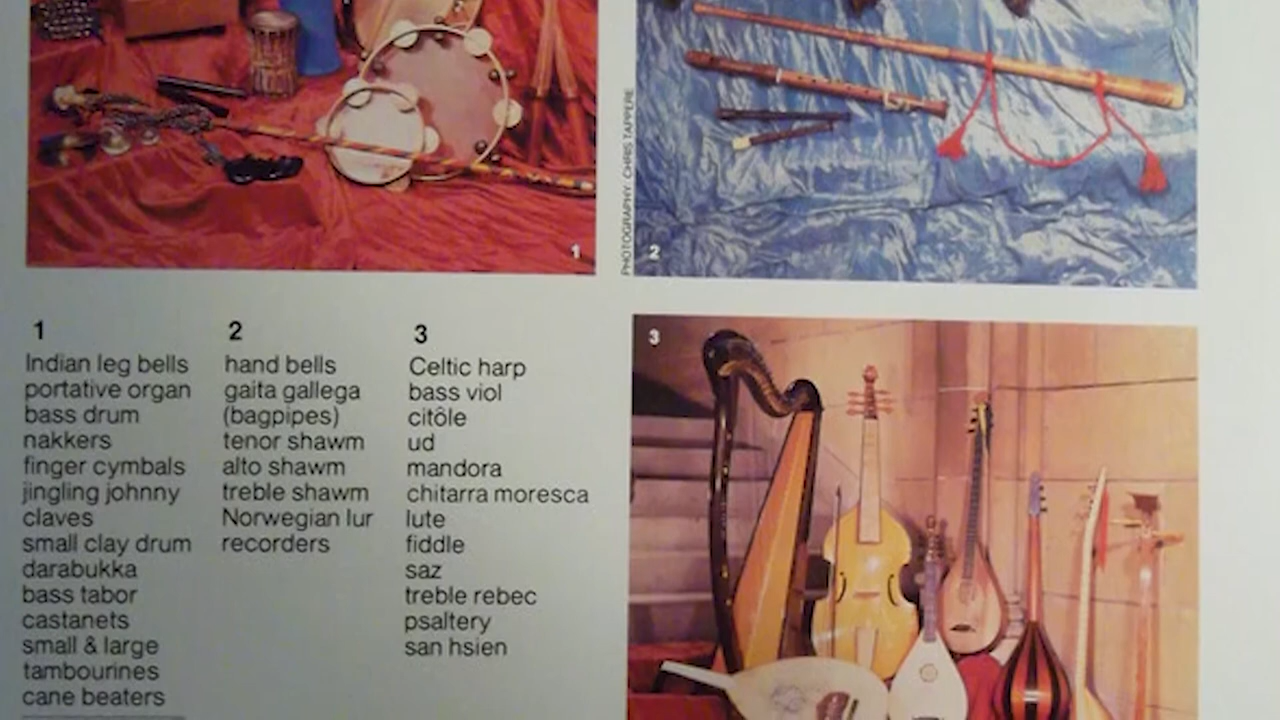 1
PHOTOGRAPHY CHRIS TAPPERE
2
3
1
Indian leg bells
portative organ
bass drum
nakkers
finger cymbals
jingling johnny
claves
small clay drum
darabukka
bass tabor
castanets
small & large
tambourines
cane beaters
2
hand bells
gaita gallega
(bagpipes)
tenor shawm
alto shawm
treble shawm
Norwegian lur
recorders
3
Celtic harp
bass viol
citôle
ud
mandora
chitarra moresca
lute
fiddle
saz
treble rebec
psaltery
san hsien